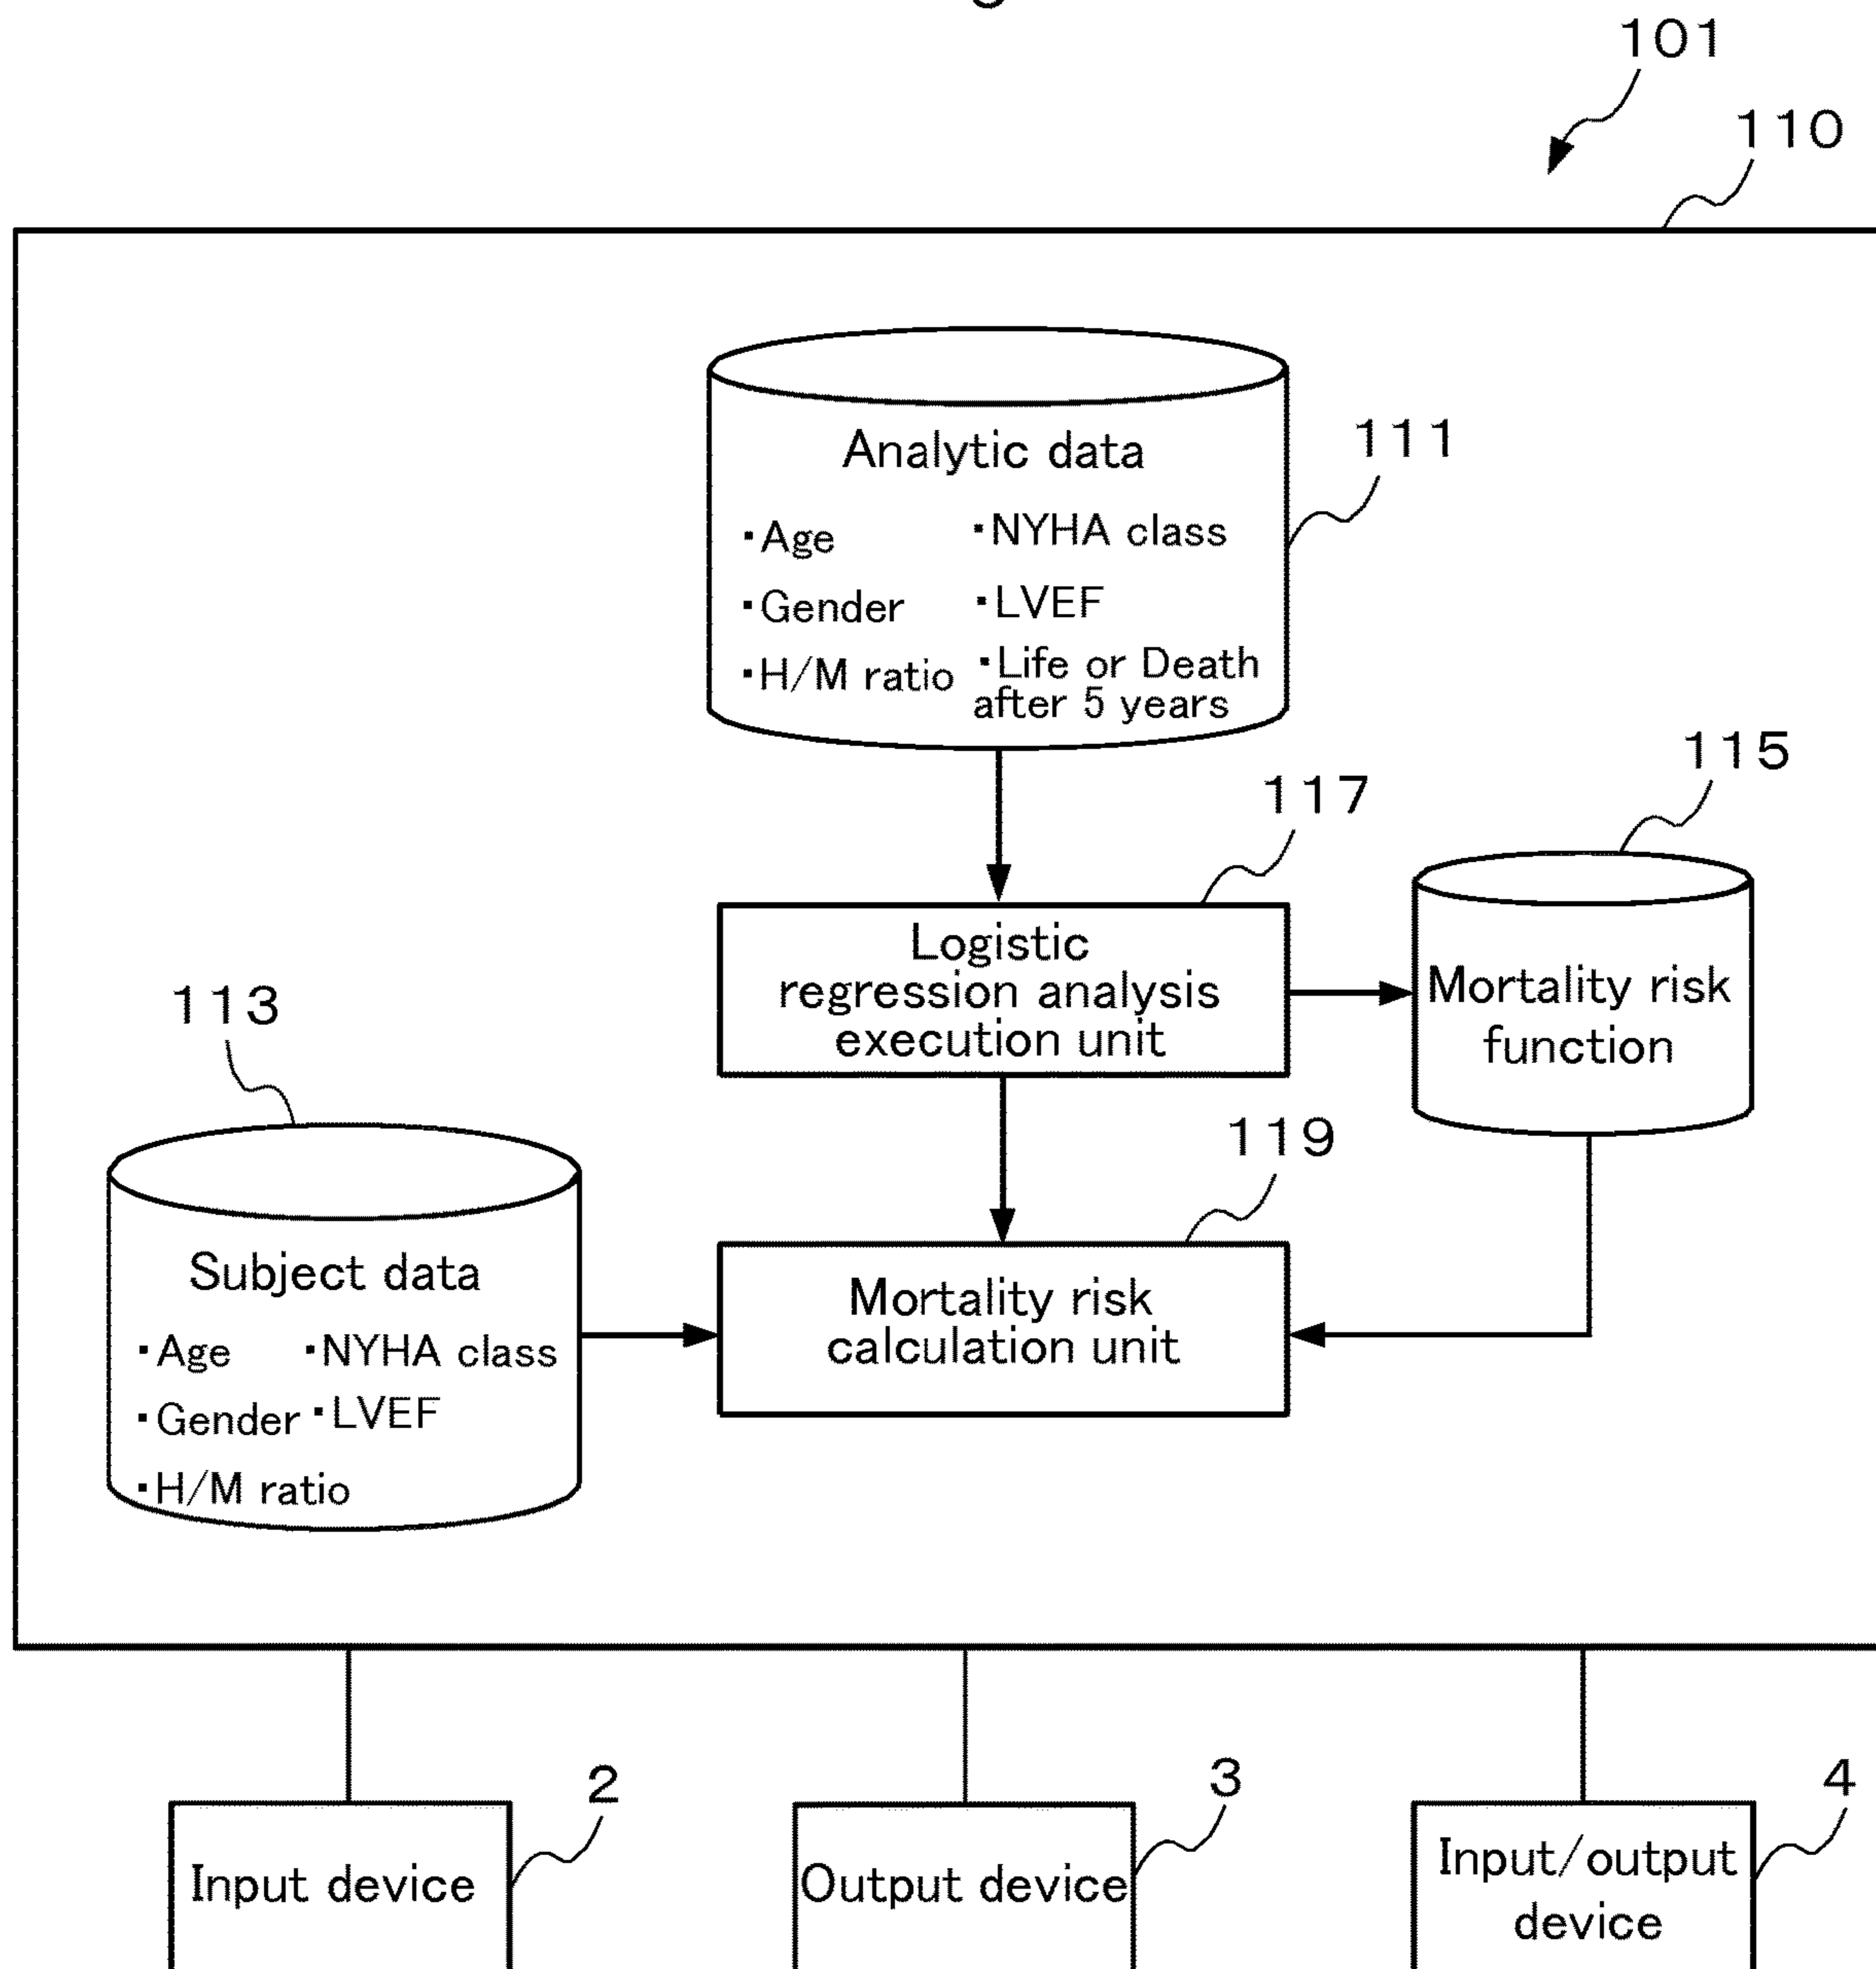 101
110
Analytic data
111
・Age ・NYHA class
・Gender ・LVEF
・H/M ratio ・Life or Death
after 5 years
115
117
Logistic
regression analysis
execution unit
Mortality risk
function
113
119
Subject data
・Age ・NYHA class
・Gender ・LVEF
・H/M ratio
Mortality risk
calculation unit
2
3
4
Input device
Output device
Input/output
device